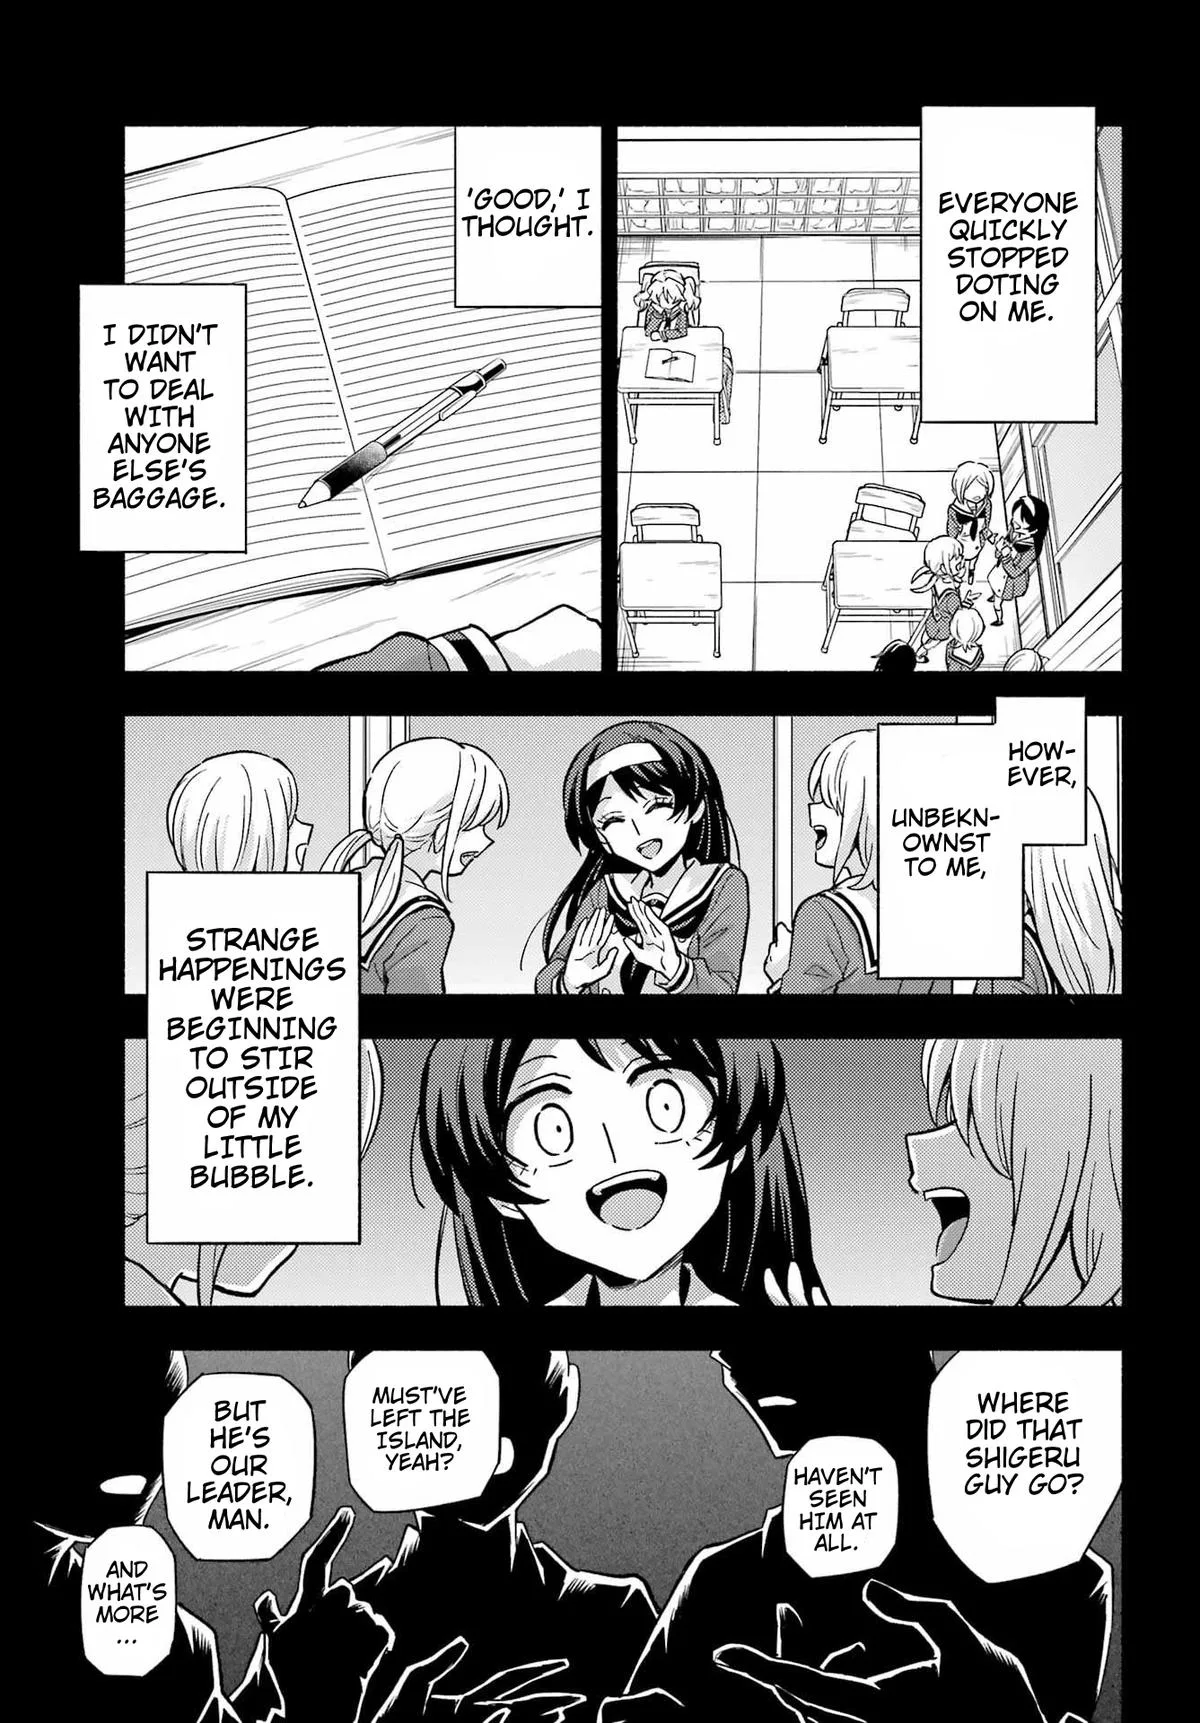 EVERYONE
QUICKLY
STOPPED
DOTING
ON ME.
'GOOD,' I
THOUGHT.
I DIDN'T
WANT
TO DEAL
WITH
ANYONE
ELSE'S
BAGGAGE.
HOW-
EVER,
UNBEKN-
OWNST
TO ME,
STRANGE
HAPPENINGS
WERE
BEGINNING
TO STIR
OUTSIDE
OF MY
LITTLE
BUBBLE.
WHERE
DID THAT
SHIGERU
GUY GO?
HAVEN'T
SEEN
HIM AT
ALL.
MUST'VE
LEFT THE
ISLAND,
YEAH?
BUT
HE'S
OUR
LEADER,
MAN.
AND
WHAT'S
MORE
...